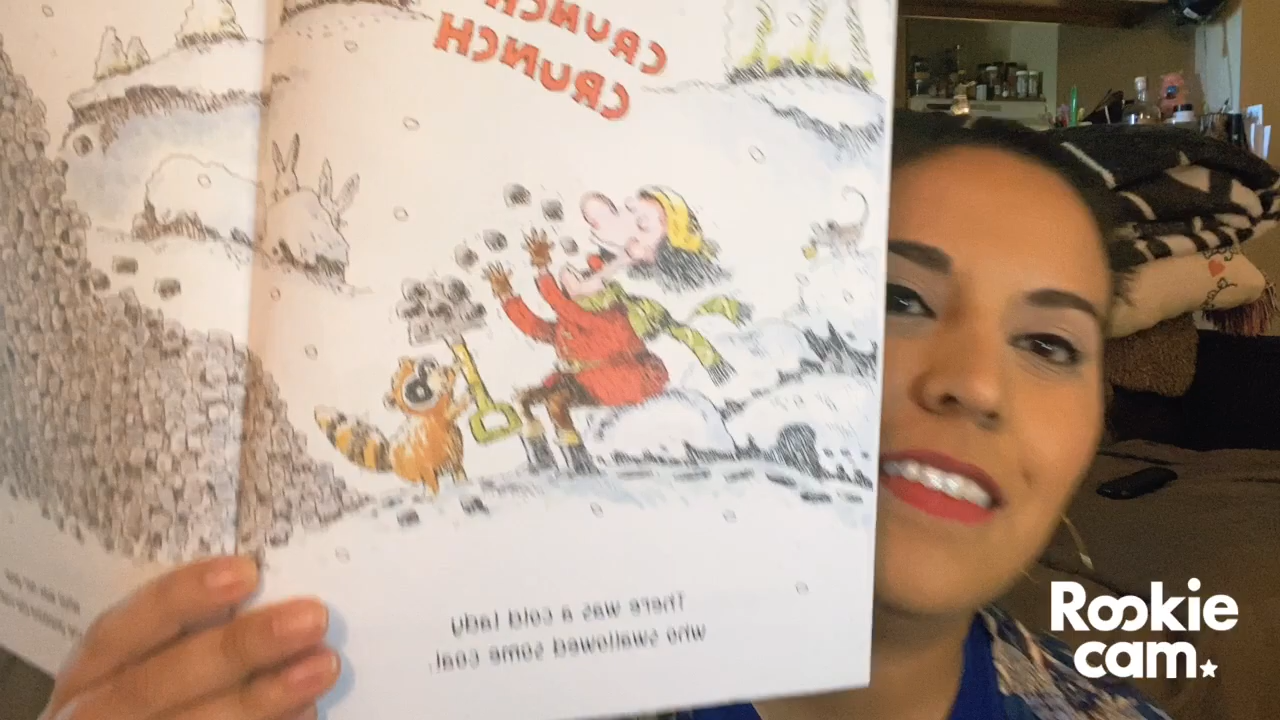 CRUNCH
CRUNCH
There was a cold lady
who swallowed some coal.
Rookie
cam.